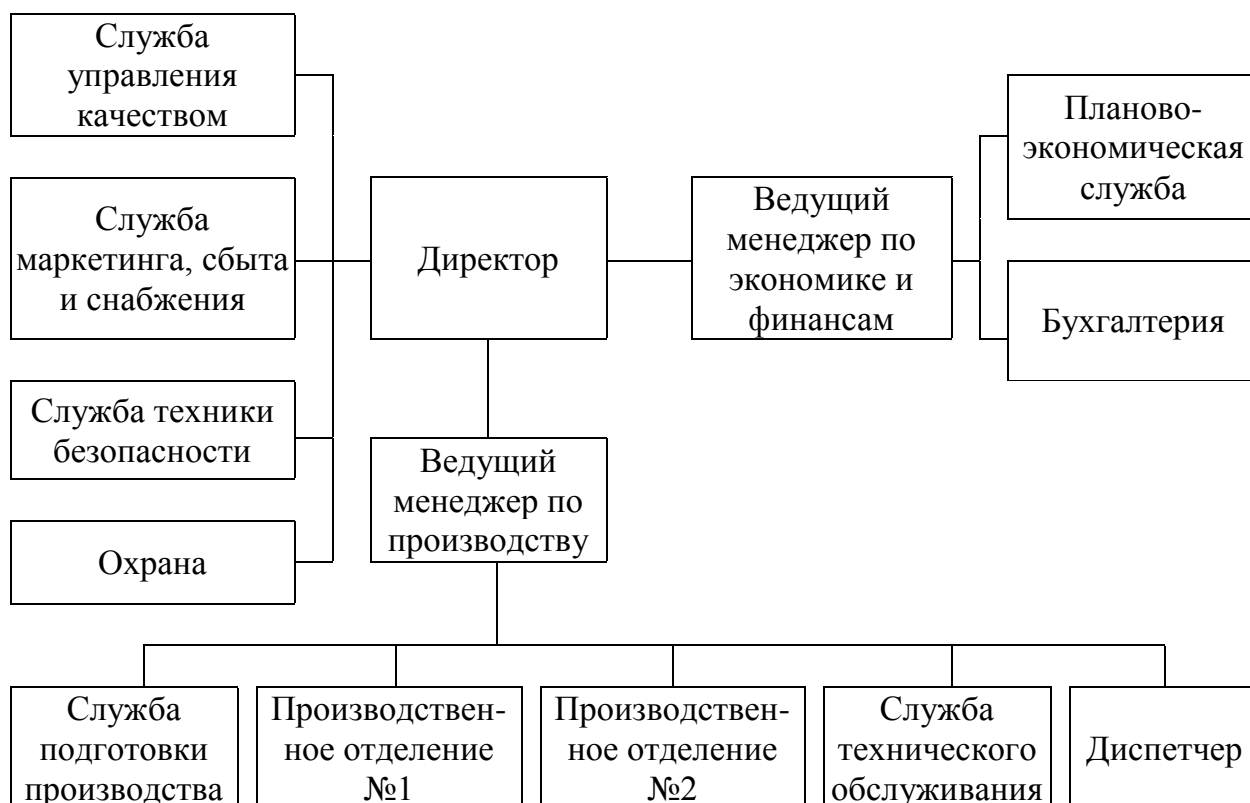 Служба
управления
качеством
Служба
маркетинга, сбыта
и снабжения
Служба техники
безопасности
Охрана
Директор
Ведущий
менеджер по
производству
Ведущий
менеджер по
экономике и
финансам
Планово-
экономическая
служба
Бухгалтерия
Служба
подготовки
производства
Производствен-
ное отделение
№1
Производствен-
ное отделение
№2
Служба
технического
обслуживания
Диспетчер